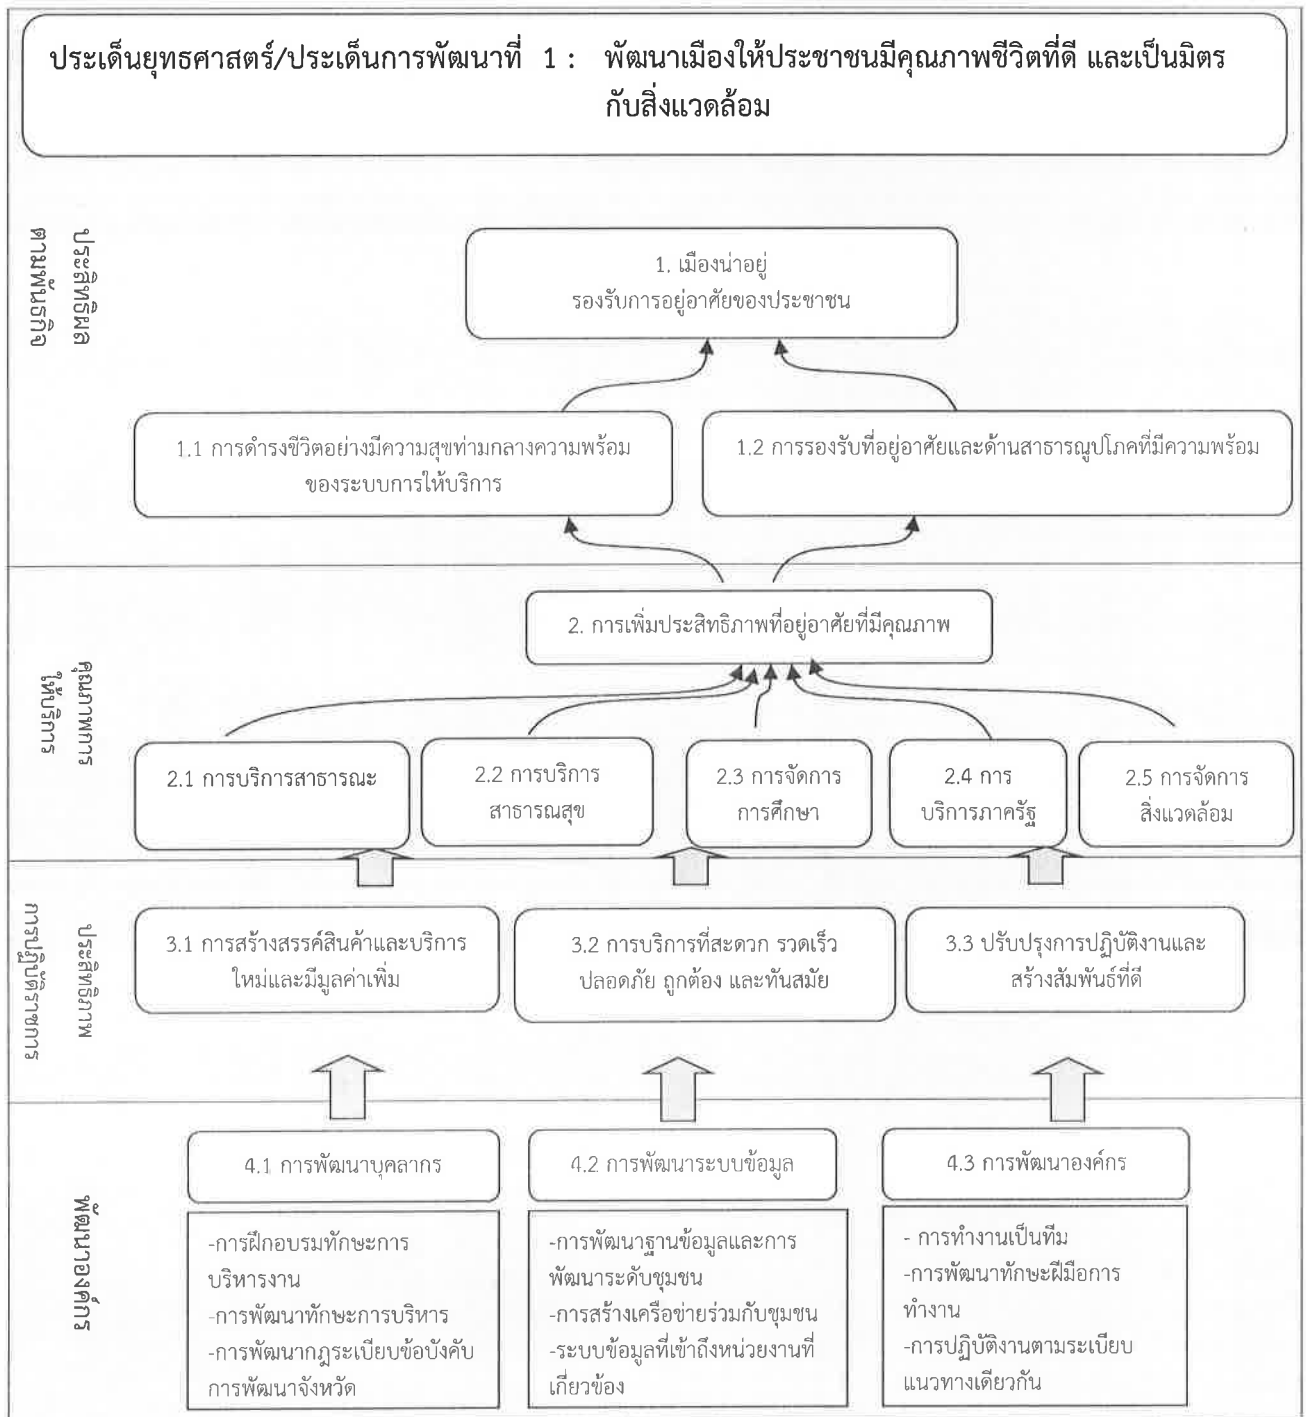 ประเด็นยุทธศาสตร์/ประเด็นการพัฒนาที่ 1 : พัฒนาเมืองให้ประชาชนมีคุณภาพชีวิตที่ดี และเป็นมิตร
กับสิ่งแวดล้อม
ประสิทธิผล
ตามพันธกิจ
1. เมืองน่าอยู่
รองรับการอยู่อาศัยของประชาชน
1.1 การดำรงชีวิตอย่างมีความสุขท่ามกลางความพร้อม
ของระบบการให้บริการ
1.2 การรองรับที่อยู่อาศัยและด้านสาธารณูปโภคที่มีความพร้อม
คุณภาพการ
ให้บริการ
2. การเพิ่มประสิทธิภาพที่อยู่อาศัยที่มีคุณภาพ
2.1 การบริการสาธารณะ
2.2 การบริการ
สาธารณสุข
2.3 การจัดการ
การศึกษา
2.4 การ
บริการภาครัฐ
2.5 การจัดการ
สิ่งแวดล้อม
ประสิทธิภาพ
การปฏิบัติราชการ
3.1 การสร้างสรรค์สินค้าและบริการ
ใหม่และมีมูลค่าเพิ่ม
3.2 การบริการที่สะดวก รวดเร็ว
ปลอดภัย ถูกต้อง และทันสมัย
3.3 ปรับปรุงการปฏิบัติงานและ
สร้างสัมพันธ์ที่ดี
พัฒนาองค์กร
4.1 การพัฒนาบุคลากร
-การฝึกอบรมทักษะการ
บริหารงาน
-การพัฒนาทักษะการบริหาร
-การพัฒนากฎระเบียบข้อบังคับ
การพัฒนาจังหวัด
4.2 การพัฒนาระบบข้อมูล
-การพัฒนาฐานข้อมูลและการ
พัฒนาระดับชุมชน
-การสร้างเครือข่ายร่วมกับชุมชน
-ระบบข้อมูลที่เข้าถึงหน่วยงานที่
เกี่ยวข้อง
4.3 การพัฒนาองค์กร
- การทำงานเป็นทีม
-การพัฒนาทักษะฝีมือการ
ทำงาน
-การปฏิบัติงานตามระเบียบ
แนวทางเดียวกัน